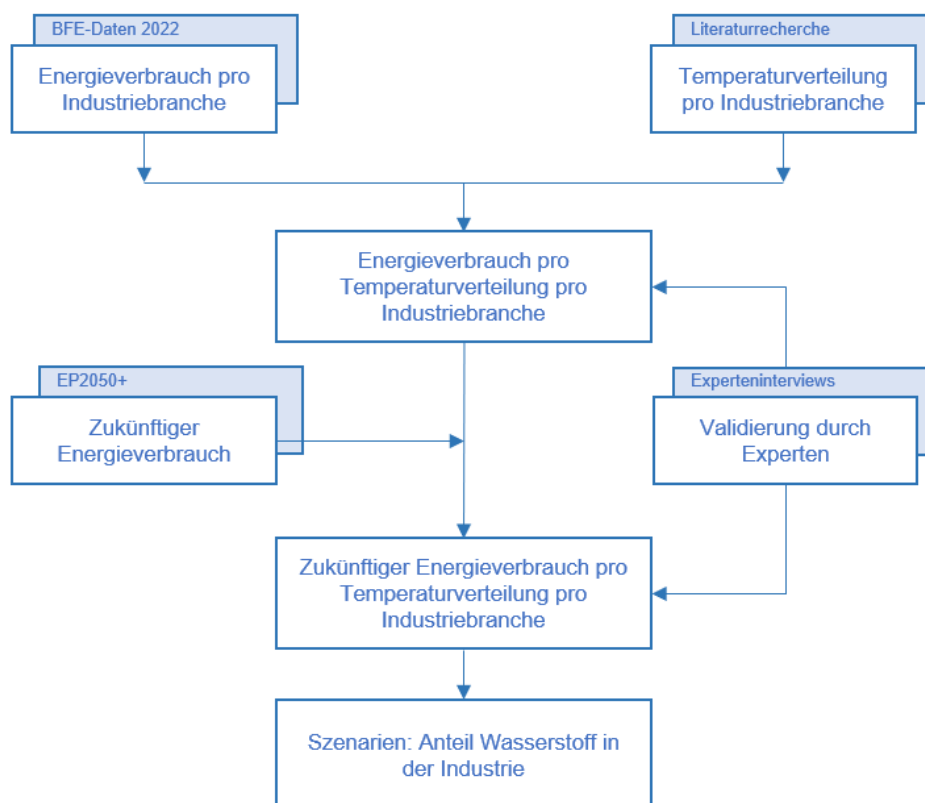 BFE-Daten 2022
Energieverbrauch pro
Industriebranche
Literaturrecherche
Temperaturverteilung
pro Industriebranche
Energieverbrauch pro
Temperaturverteilung pro
Industriebranche
EP2050+
Zukünftiger
Energieverbrauch
Experteninterviews
Validierung durch
Experten
Zukünftiger Energieverbrauch pro
Temperaturverteilung pro
Industriebranche
Szenarien: Anteil Wasserstoff in
der Industrie